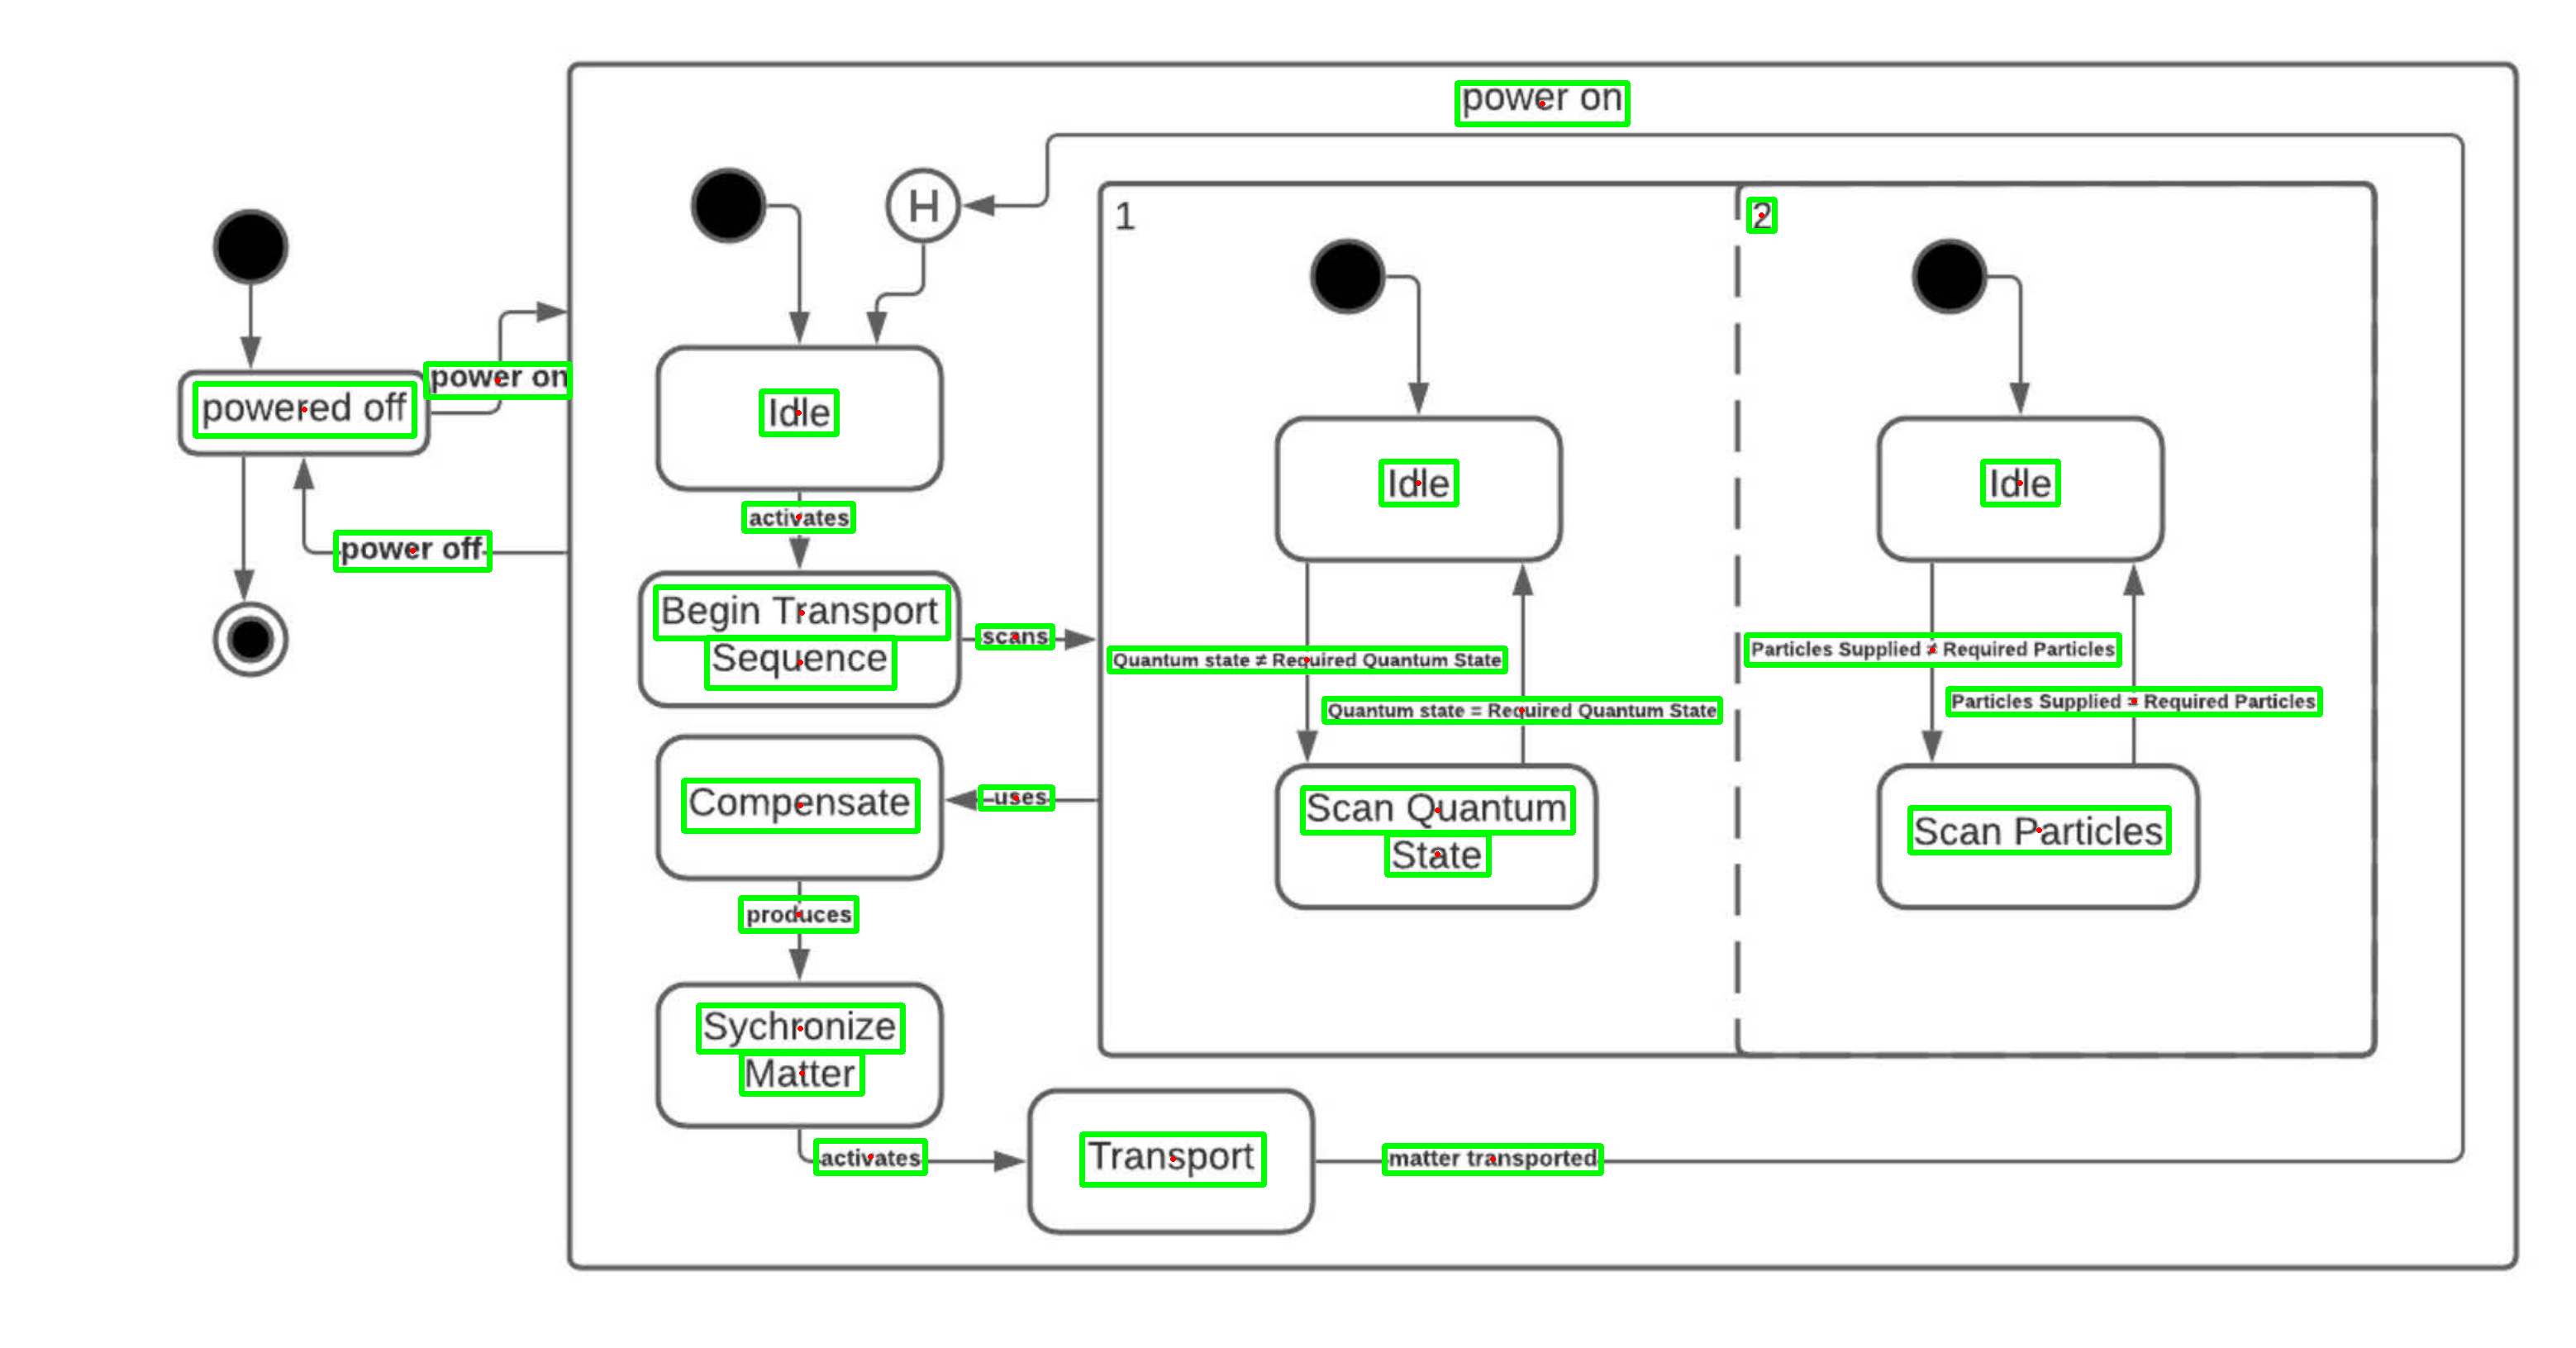 power on
H
1
2
powered off
power on
Idle
Idle
Idle
activates
power off
Begin Transport
Sequence
scans
Quantum state ≠ Required Quantum State
Particles Supplied ≠ Required Particles
Quantum state = Required Quantum State
Particles Supplied = Required Particles
Compensate
uses
Scan Quantum
State
Scan Particles
produces
Sychronize
Matter
activates
Transport
matter transported